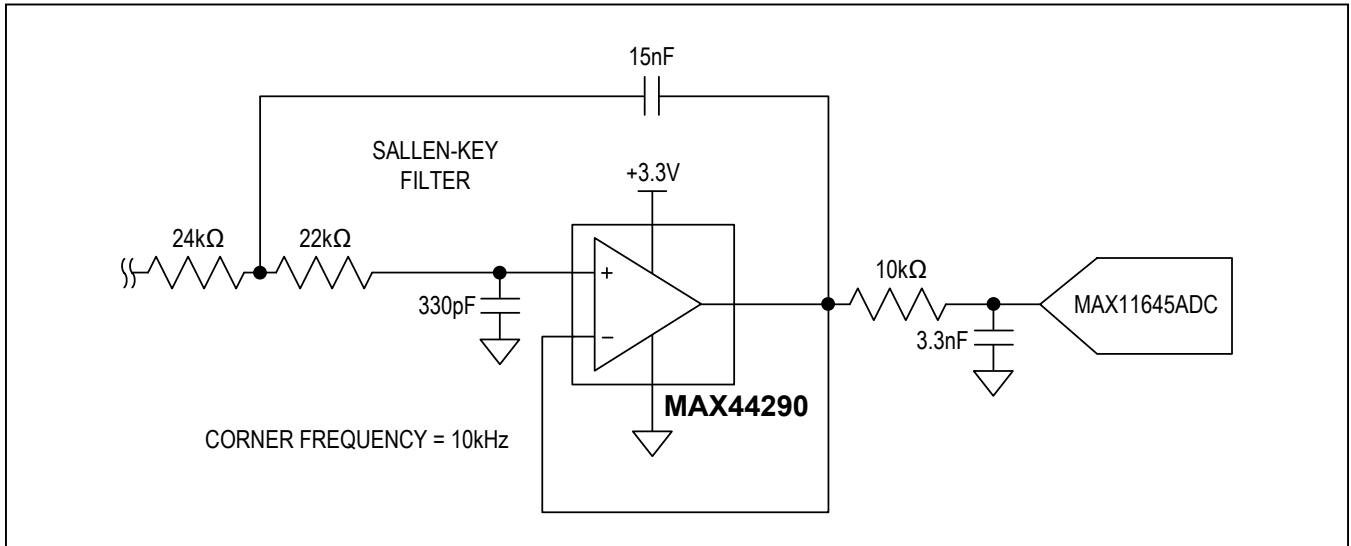 15nF
SALLEN-KEY
FILTER
+3.3V
24kΩ
22kΩ
10kΩ
+
330pF
MAX11645ADC
3.3nF
−
MAX44290
CORNER FREQUENCY = 10kHz